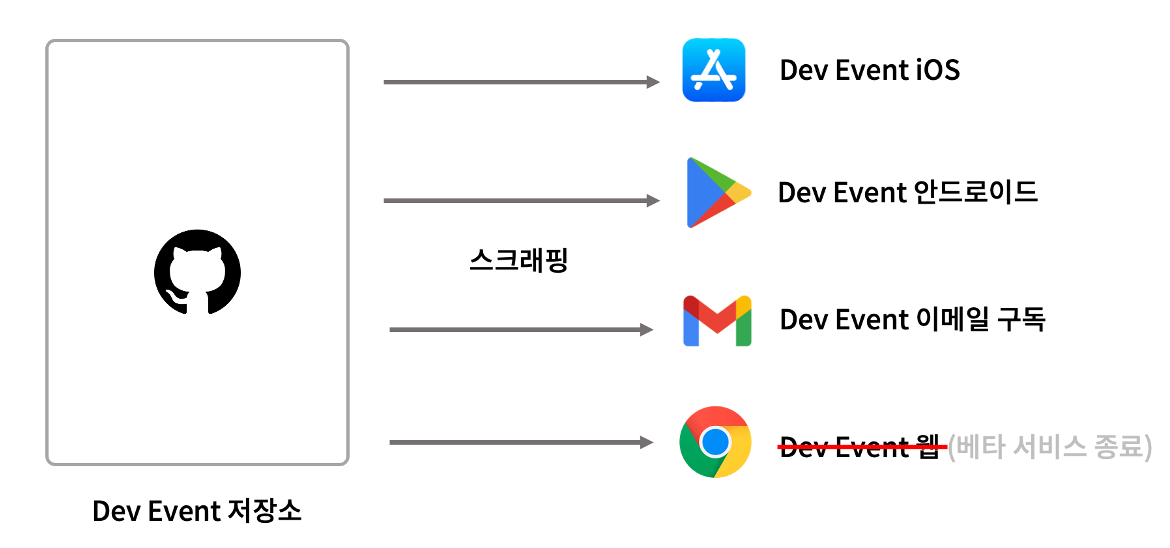 Dev Event iOS
Dev Event 안드로이드
스크래핑
Dev Event 이메일 구독
Dev Event 웹 (베타 서비스 종료)
Dev Event 저장소